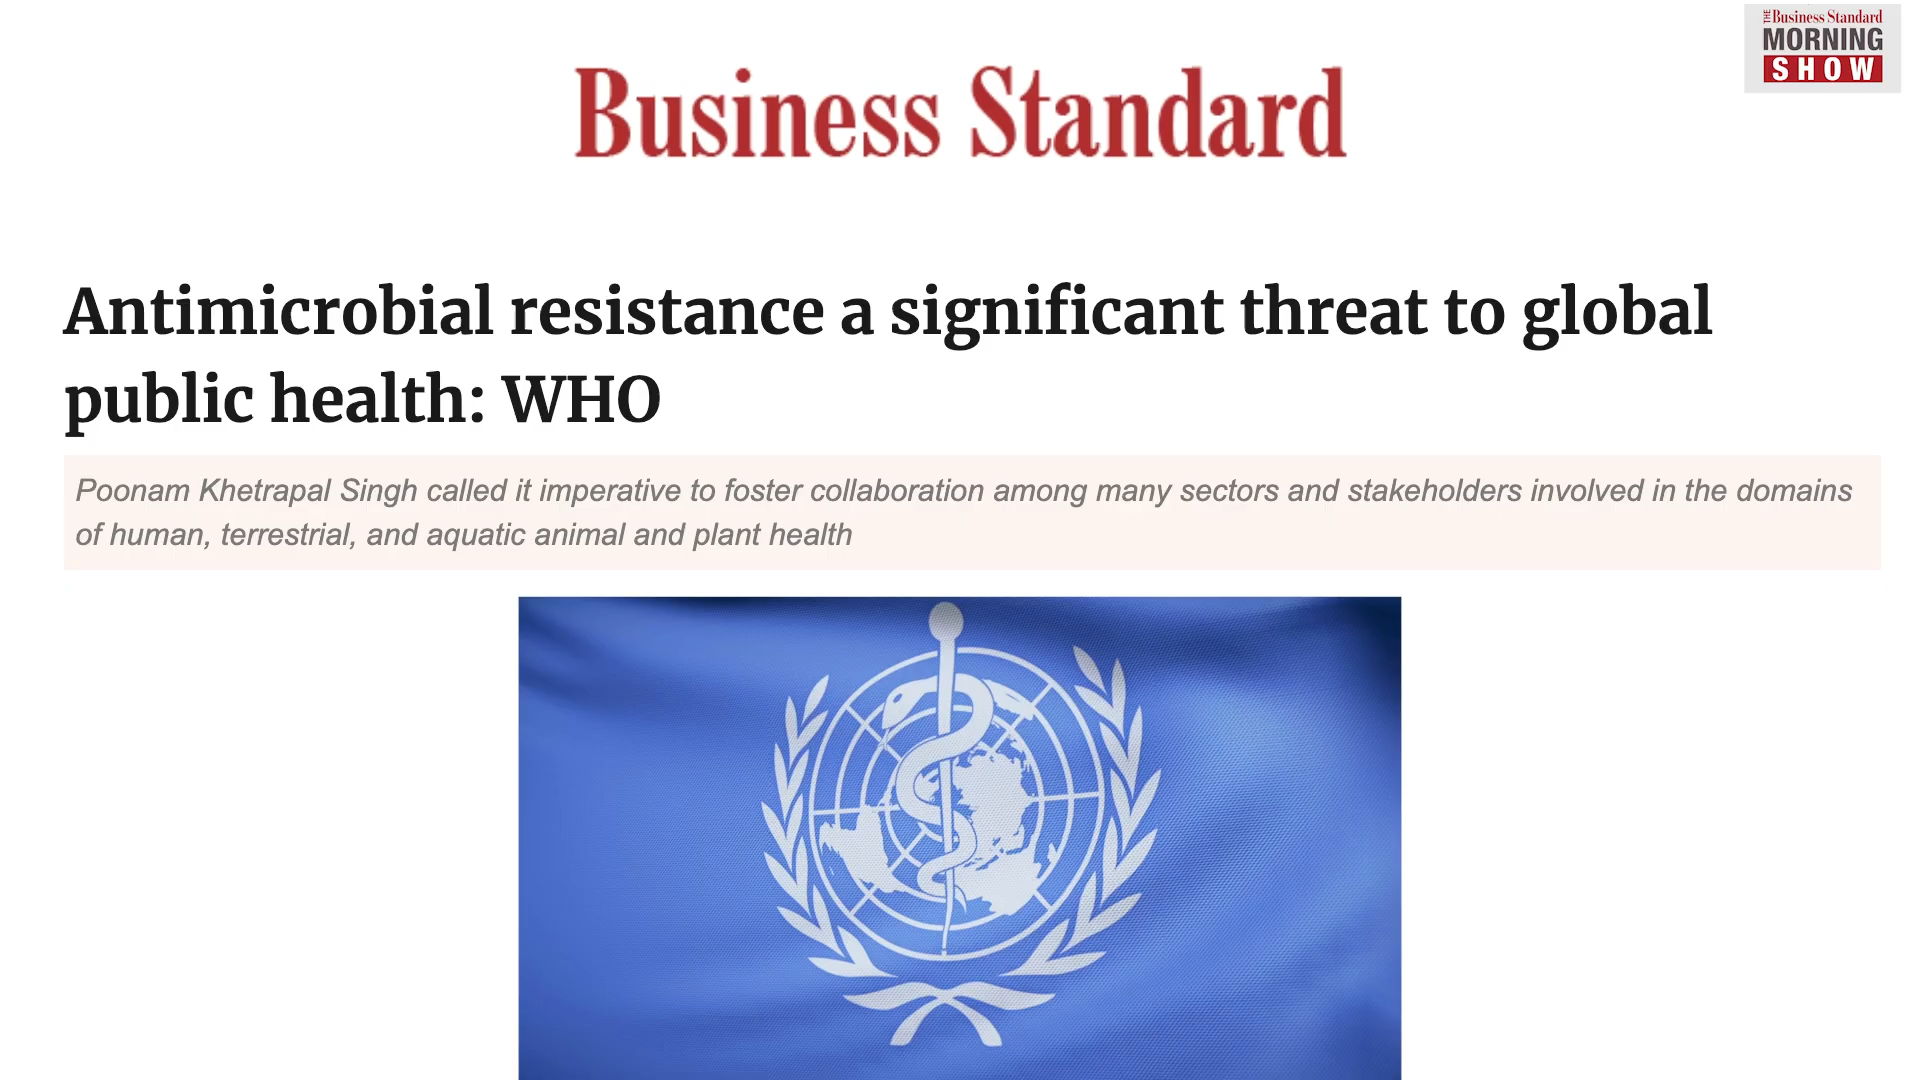 THE Business Standard
MORNING
SHOW
Business Standard
Antimicrobial resistance a significant threat to global
public health: WHO
Poonam Khetrapal Singh called it imperative to foster collaboration among many sectors and stakeholders involved in the domains
of human, terrestrial, and aquatic animal and plant health